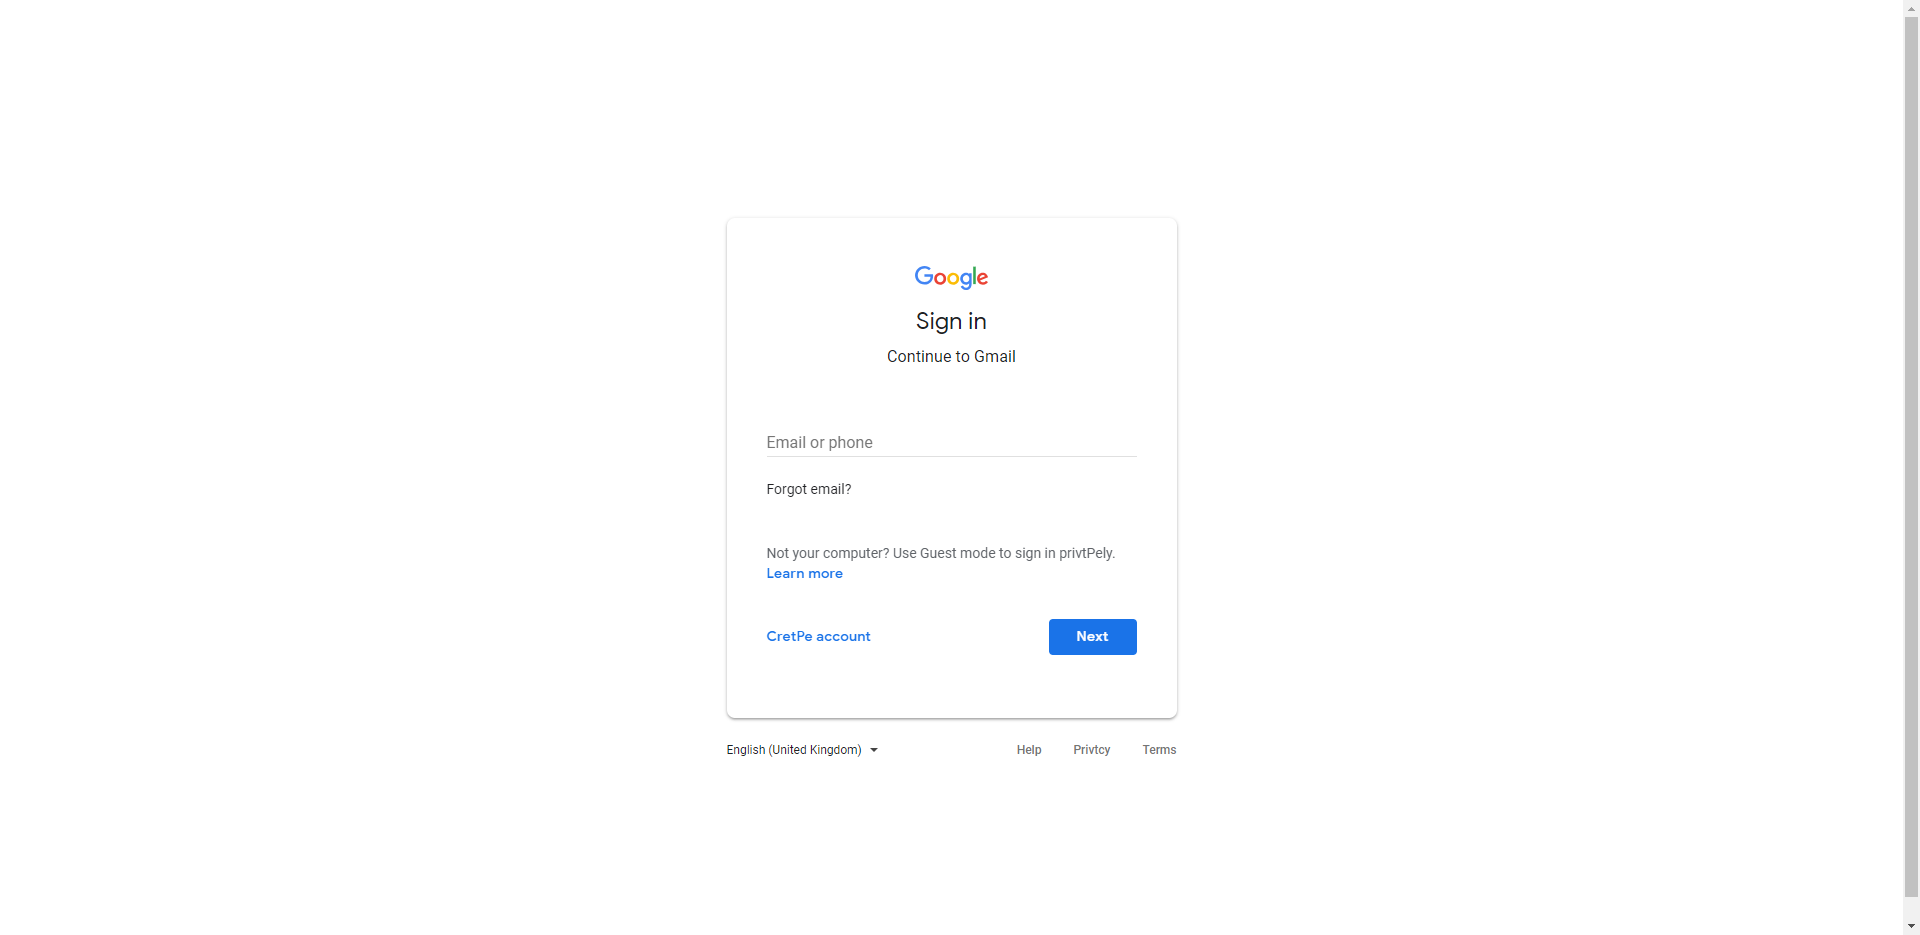 Google
Sign in
Continue to Gmail
Email or phone
Forgot email?
Not your computer? Use Guest mode to sign in privtPely.
Learn more
CretPe account
Next
English (United Kingdom)
Help
Privtcy
Terms